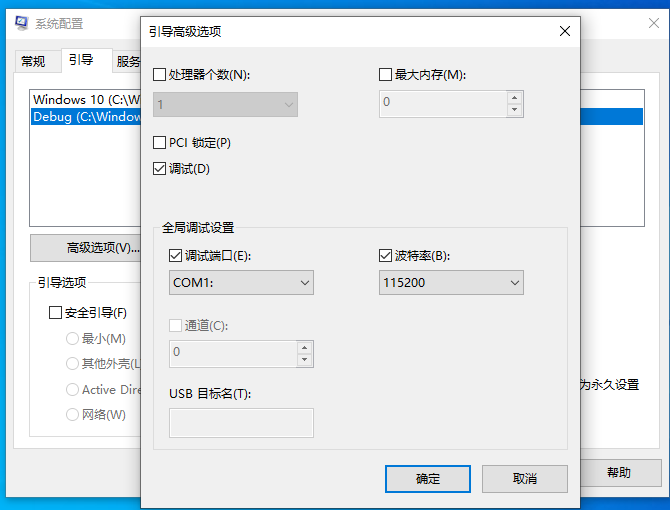 系统配置
常规
引导
服务
Windows 10 (C:\W
Debug (C:\Window
高级选项(V)...
引导选项
安全引导(F)
最小(M)
其他外壳(L
Active Dire
网络(W)
为永久设置
帮助
引导高级选项
处理器个数(N):
最大内存(M):
1
0
PCI 锁定(P)
调试(D)
全局调试设置
调试端口(E):
波特率(B):
COM1:
115200
通道(C):
0
USB 目标名(T):
确定
取消